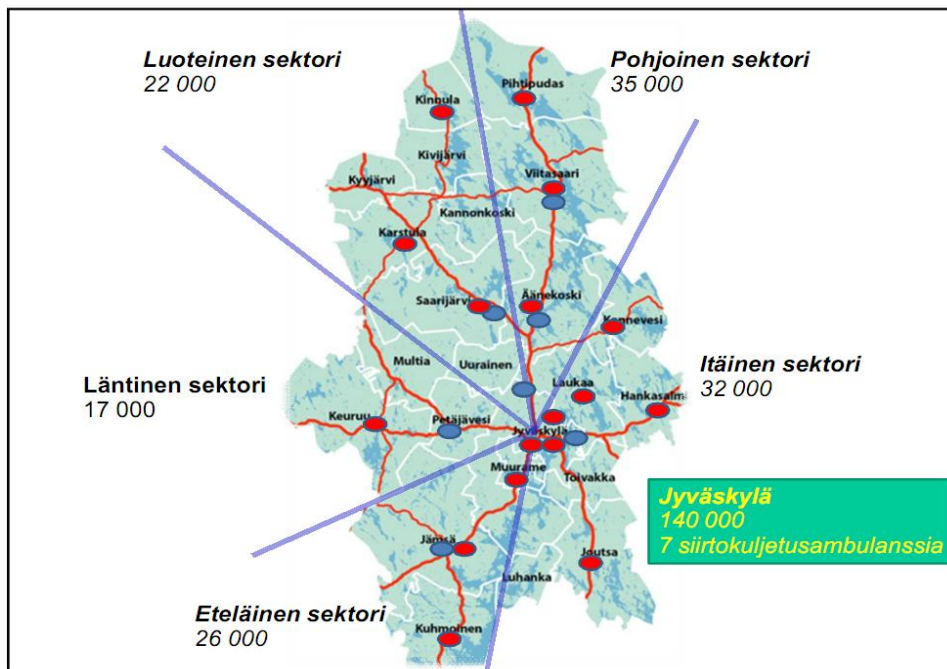 Luoteinen sektori
22 000
Pohjoinen sektori
35 000
Pihtipudas
Kinnula
Kivijärvi
Kyyjärvi
Viitasaari
Kannonkoski
Karstula
Saarijärvi
Äänekoski
Konnevesi
Itäinen sektori
32 000
Läntinen sektori
17 000
Multia
Uurainen
Laukaa
Hankasalm
Keuruu
Petäjävesi
Jyväskylä
Muurame
Toivakka
Jyväskylä
140 000
7 siirtokuljetusambulanssia
Jämsä
Joutsa
Luhanka
Eteläinen sektori
26 000
Kuhmoinen